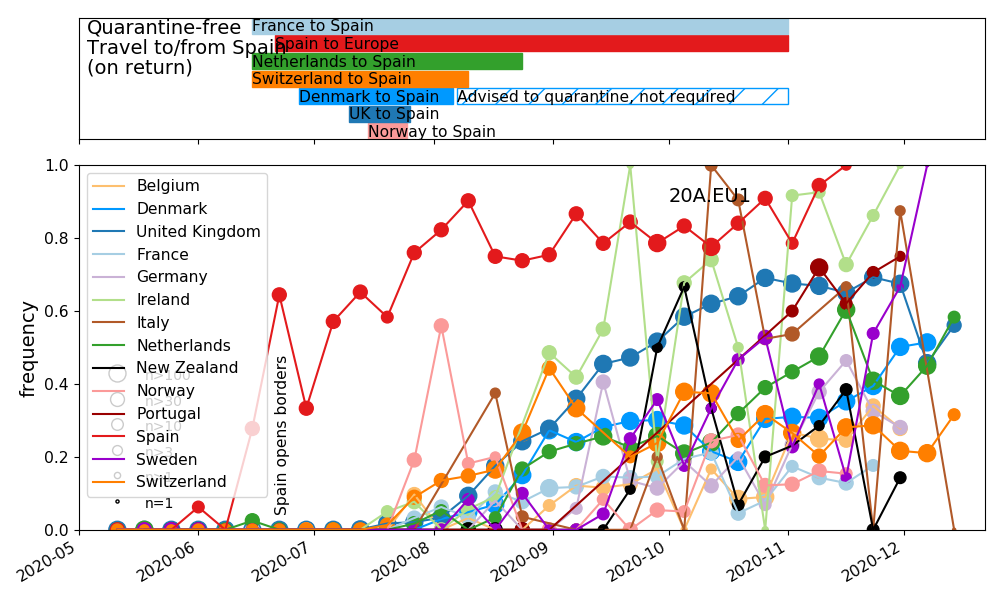 Quarantine-free
Travel to/from Spain
(on return)
France to Spain
Spain to Europe
Netherlands to Spain
Switzerland to Spain
Denmark to Spain
Advised to quarantine, not required
UK to Spain
Norway to Spain
1.0
0.8
0.6
0.4
0.2
0.0
frequency
20A.EU1
Belgium
Denmark
United Kingdom
France
Germany
Ireland
Italy
Netherlands
New Zealand
Norway
Portugal
Spain
Sweden
Switzerland
n>100
n>30
n>10
n>3
n=1
Spain opens borders
2020-05
2020-06
2020-07
2020-08
2020-09
2020-10
2020-11
2020-12